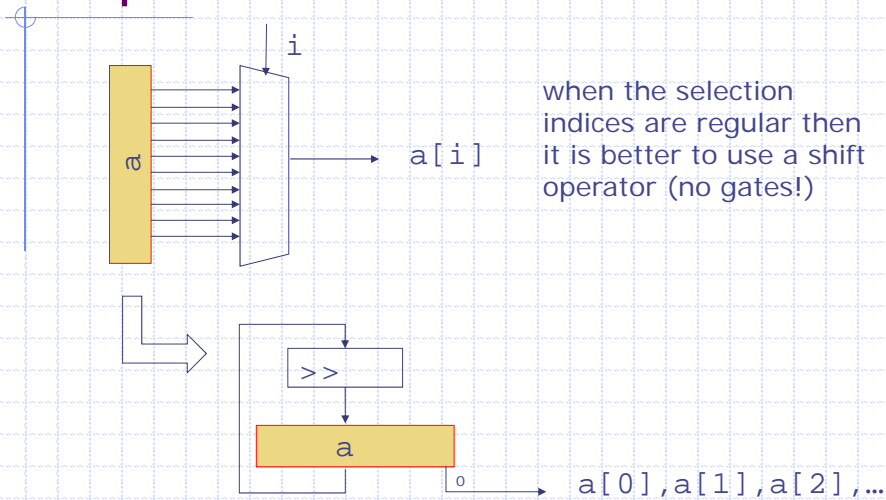 i
when the selection
indices are regular then
it is better to use a shift
operator (no gates!)
a
a[i]
>>
a
0
a[0],a[1],a[2],…